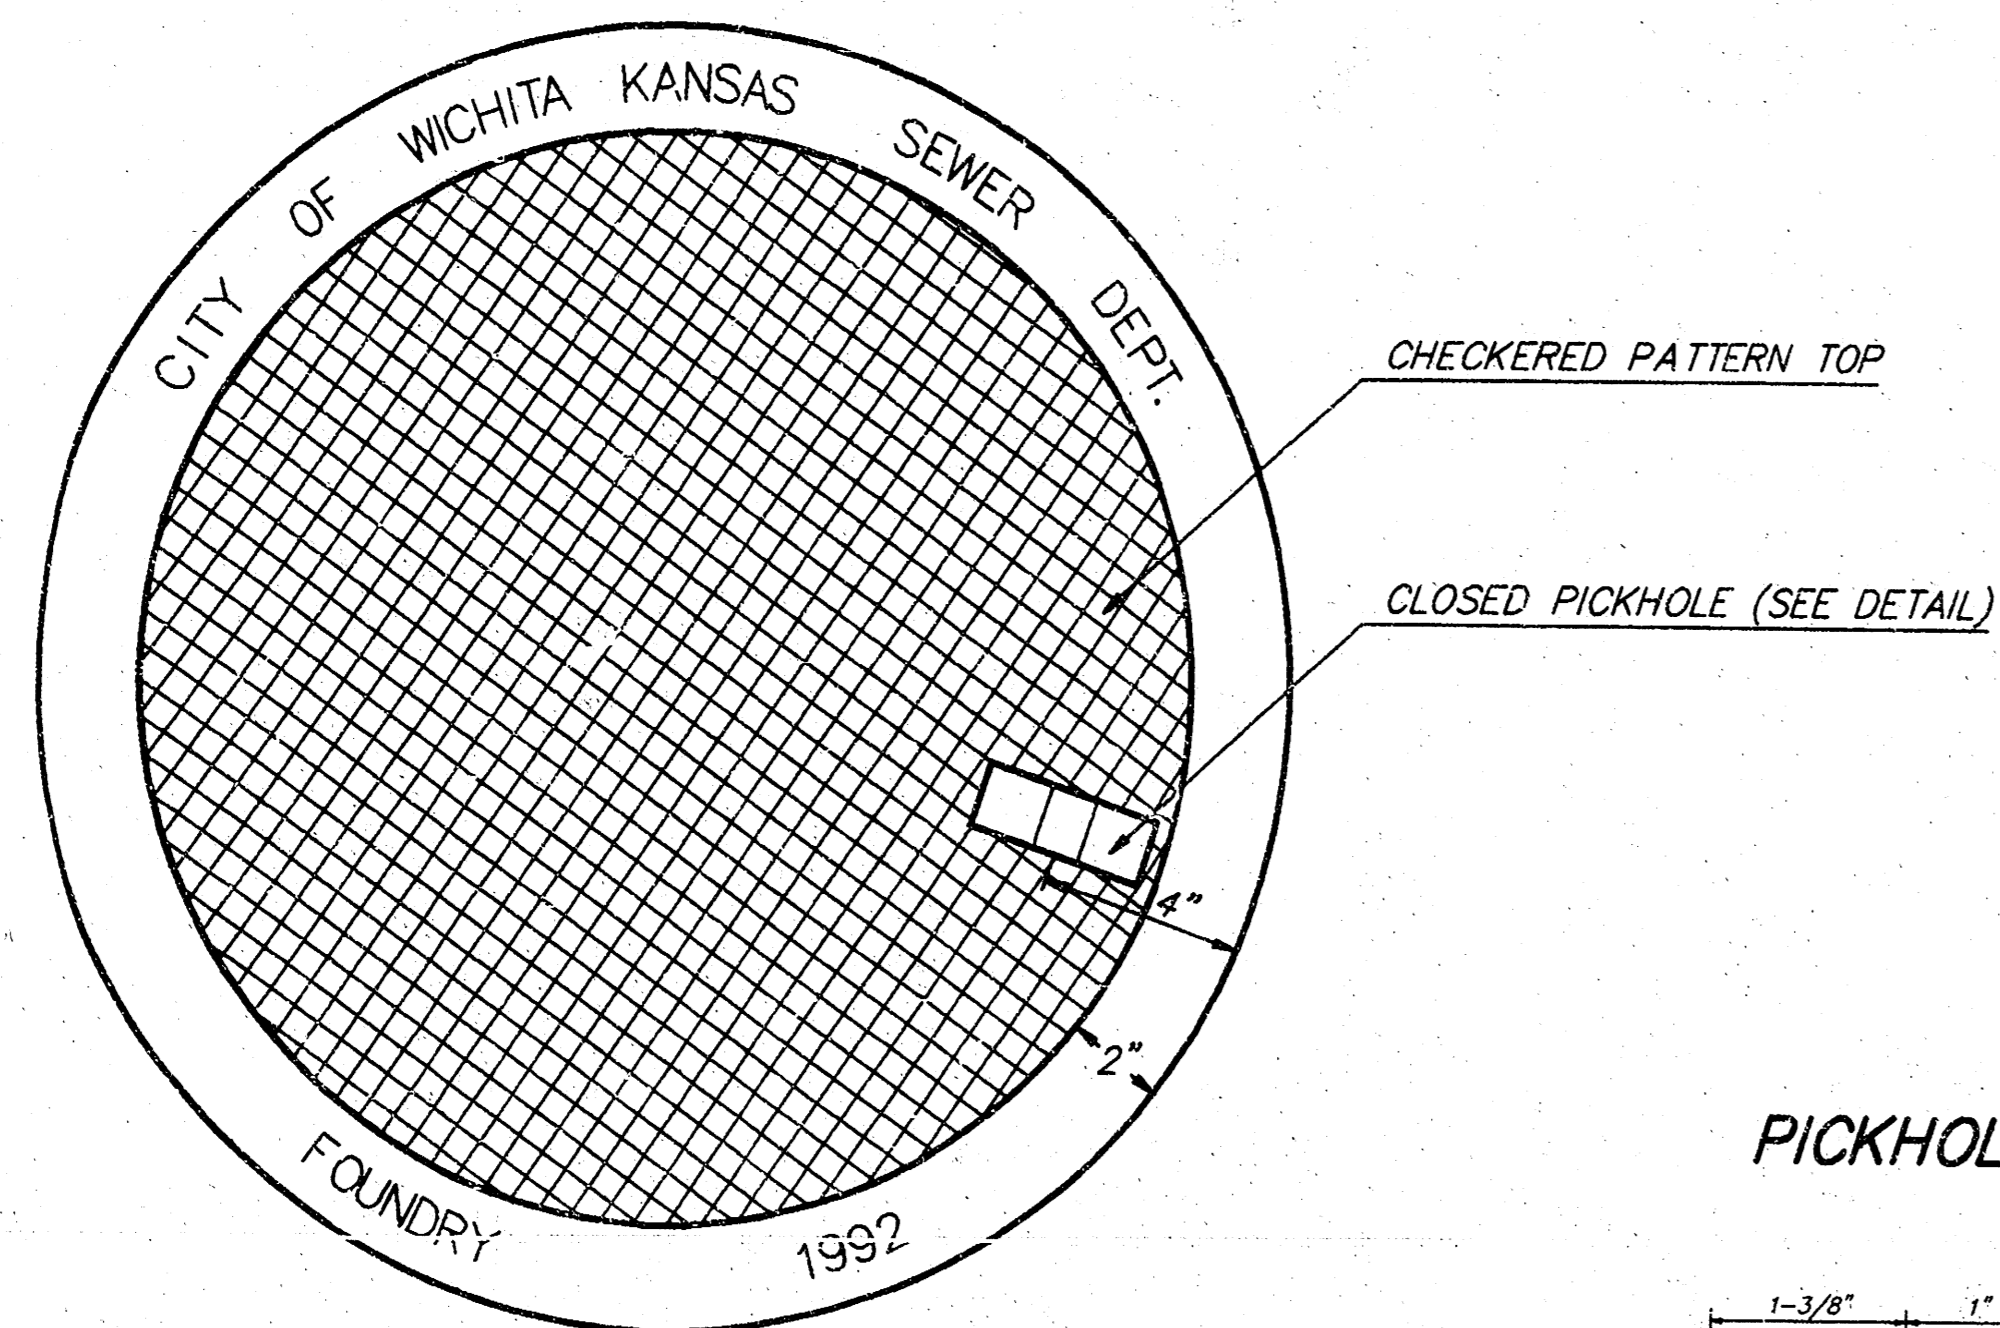 CITY OF WICHITA KANSAS SEWER DEPT.
CHECKERED PATTERN TOP
CLOSED PICKHOLE (SEE DETAIL)
4"
2"
PICKHOL
FOUNDRY 1992
1-3/8" 1"